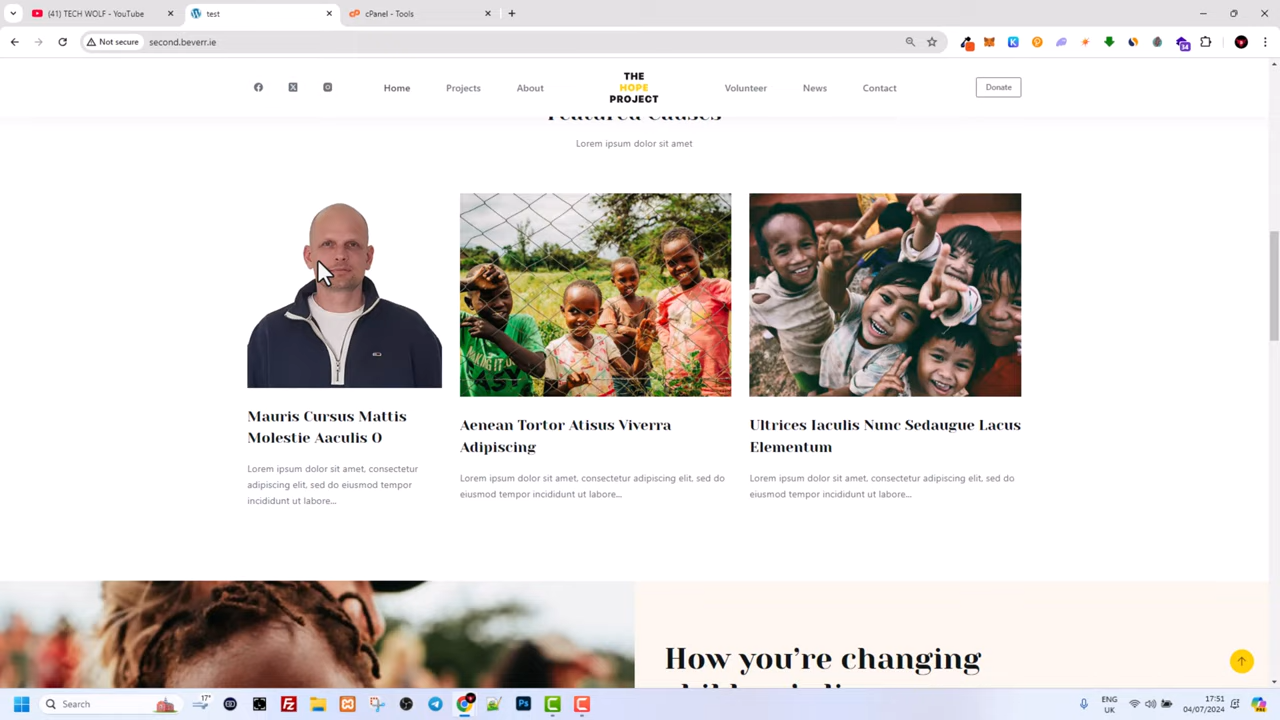 (41) TECH WOLF - YouTube
test
cPanel - Tools
Not secure
second.beverr.ie
Home
Projects
About
THE
HOPE
PROJECT
Volunteer
News
Contact
Donate
Featured Causes
Lorem ipsum dolor sit amet
Mauris Cursus Mattis
Molestie Aaculis O
Lorem ipsum dolor sit amet, consectetur
adipiscing elit, sed do eiusmod tempor
incididunt ut labore...
Aenean Tortor Atisus Viverra
Adipiscing
Lorem ipsum dolor sit amet, consectetur adipiscing elit, sed do
eiusmod tempor incididunt ut labore...
Ultrices Iaculis Nunc Sedaugue Lacus
Elementum
Lorem ipsum dolor sit amet, consectetur adipiscing elit, sed do
eiusmod tempor incididunt ut labore...
How you're changing
Search
17°
ENG
UK
17:51
04/07/2024